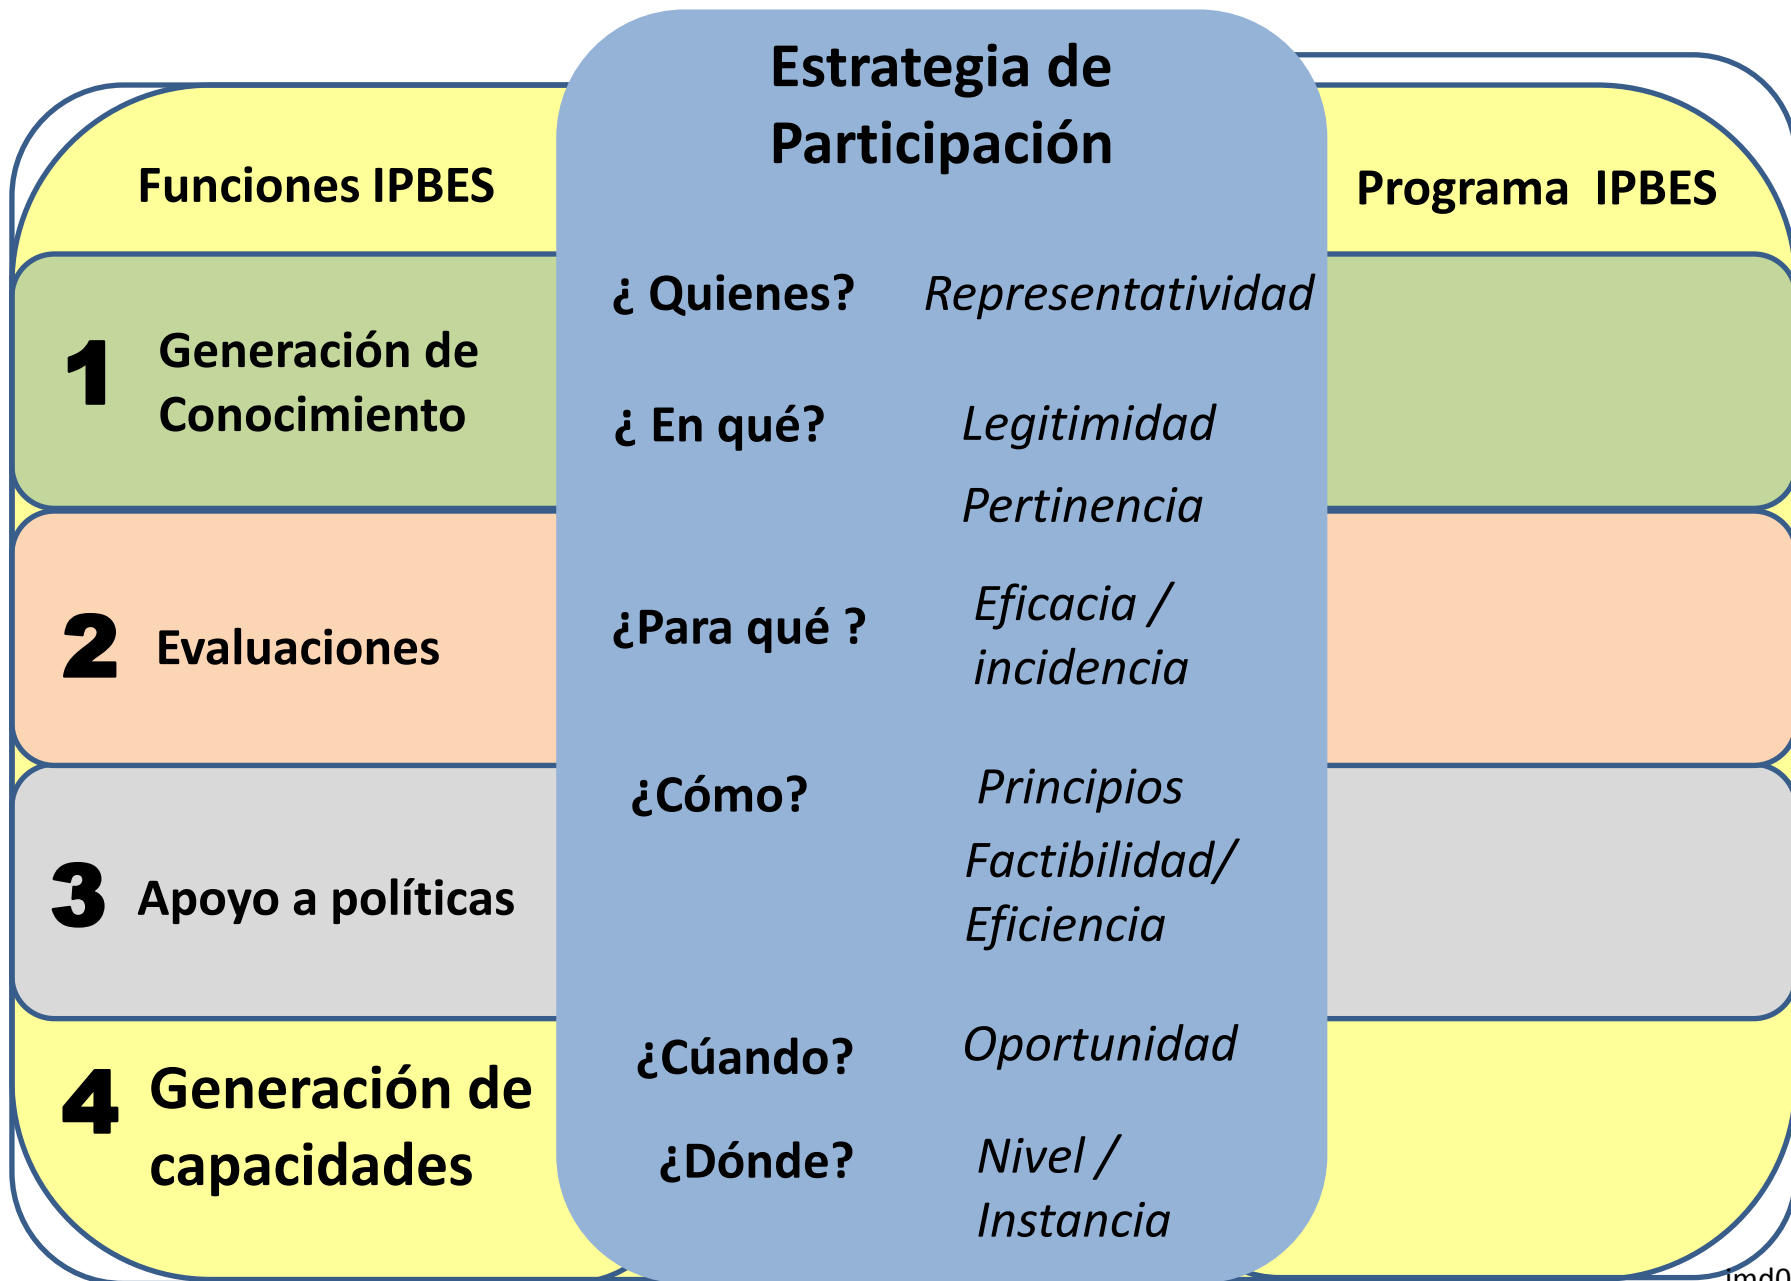 Estrategia de
Participación
Funciones IPBES
Programa IPBES
1
Generación de
Conocimiento
2
Evaluaciones
3
Apoyo a políticas
4
Generación de
capacidades
¿ Quienes? Representatividad
¿ En qué? Legitimidad
Pertinencia
¿Para qué ? Eficacia /
incidencia
¿Cómo? Principios
Factibilidad/
Eficiencia
¿Cúando? Oportunidad
¿Dónde? Nivel /
Instancia